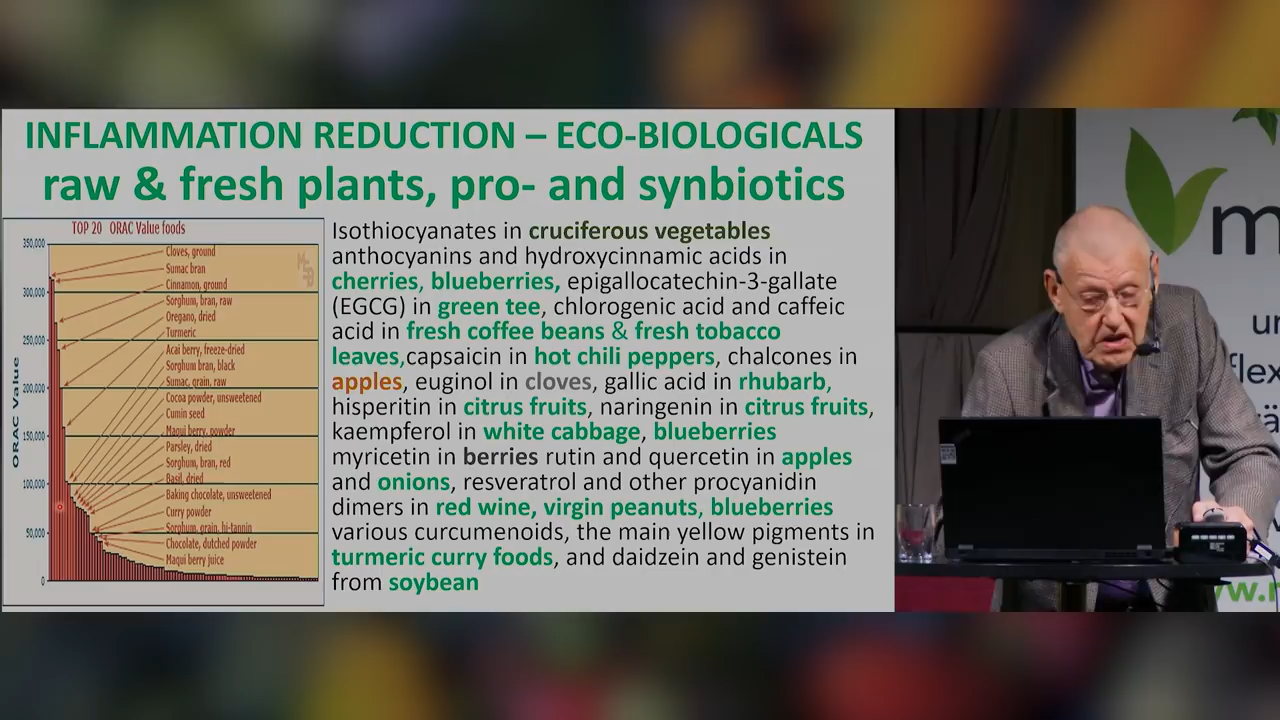 INFLAMMATION REDUCTION – ECO-BIOLOGICALS
raw & fresh plants, pro- and synbiotics
TOP 20 ORAC Value foods
ORAC Value
350,000
300,000
250,000
200,000
150,000
100,000
50,000
0
Cloves, ground
Sumac bran
Cinnamon, ground
Sorghum, bran, raw
Oregano, dried
Turmeric
Acai berry, freeze-dried
Sorghum bran, black
Sumac, grain, raw
Cocoa powder, unsweetened
Cumin seed
Maqui berry, powder
Parsley, dried
Sorghum, bran, red
Basil, dried
Baking chocolate, unsweetened
Curry powder
Sorghum, grain, hi-tannin
Chocolate, dutched powder
Maqui berry juice
Isothiocyanates in cruciferous vegetables
anthocyanins and hydroxycinnamic acids in
cherries, blueberries, epigallocatechin-3-gallate
(EGCG) in green tee, chlorogenic acid and caffeic
acid in fresh coffee beans & fresh tobacco
leaves,capsaicin in hot chili peppers, chalcones in
apples, euginol in cloves, gallic acid in rhubarb,
hisperitin in citrus fruits, naringenin in citrus fruits,
kaempferol in white cabbage, blueberries
myricetin in berries rutin and quercetin in apples
and onions, resveratrol and other procyanidin
dimers in red wine, virgin peanuts, blueberries
various curcumenoids, the main yellow pigments in
turmeric curry foods, and daidzein and genistein
from soybean